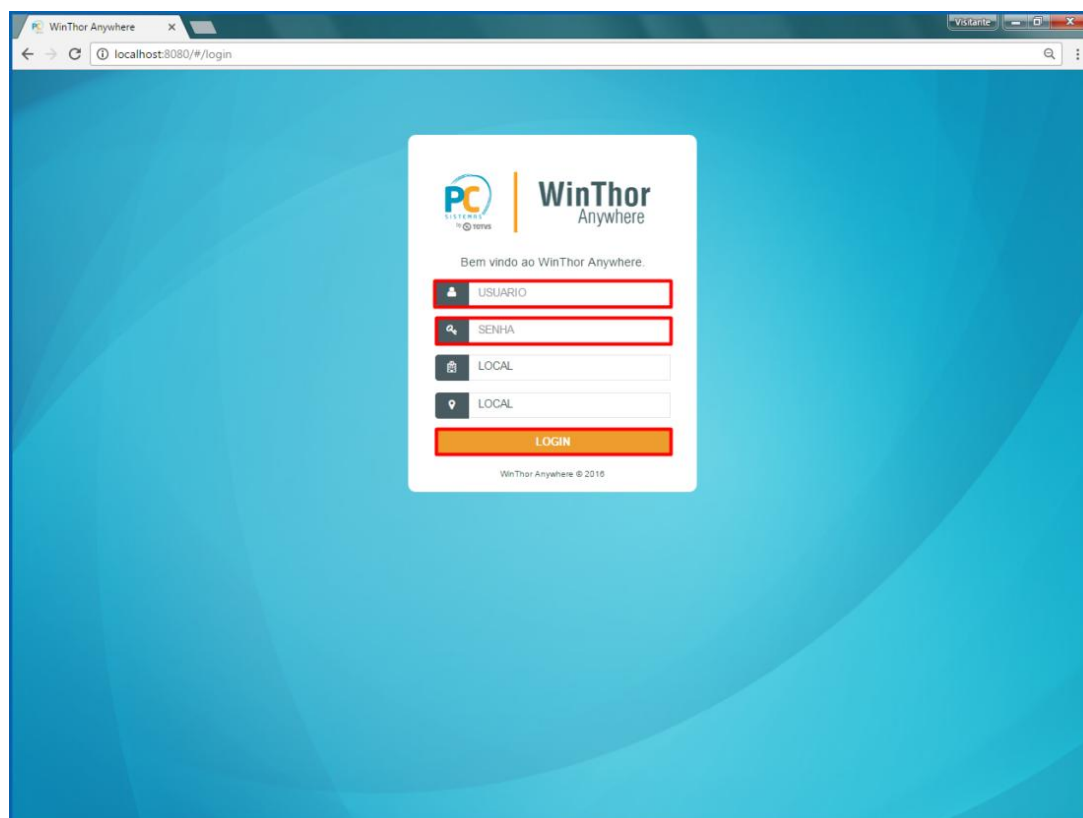 WinThor Anywhere
Visitante
localhost:8080/#/login
PC
SISTEMAS
by TOTVS
WinThor
Anywhere
Bem vindo ao WinThor Anywhere.
USUARIO
SENHA
LOCAL
LOCAL
LOGIN
WinThor Anywhere © 2016